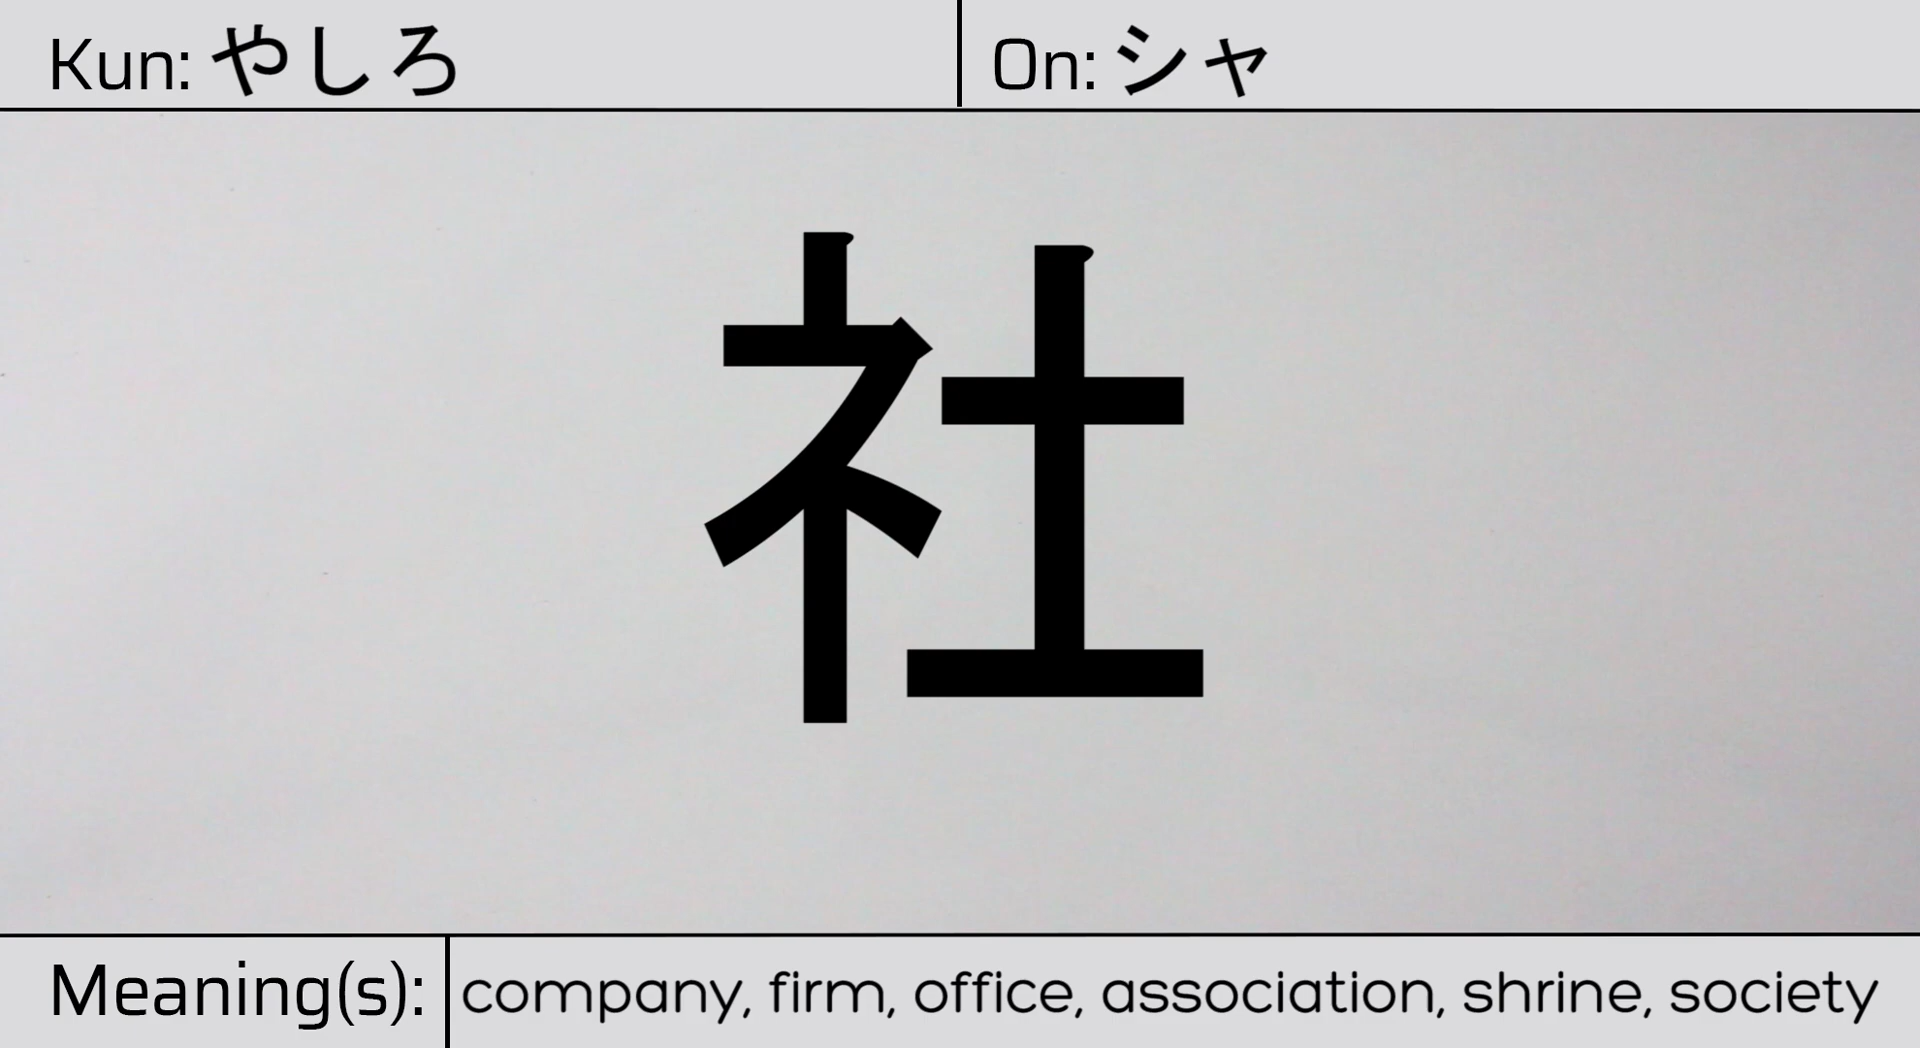 Kun: やしろ
On: シャ
社
Meaning(s): company, firm, office, association, shrine, society